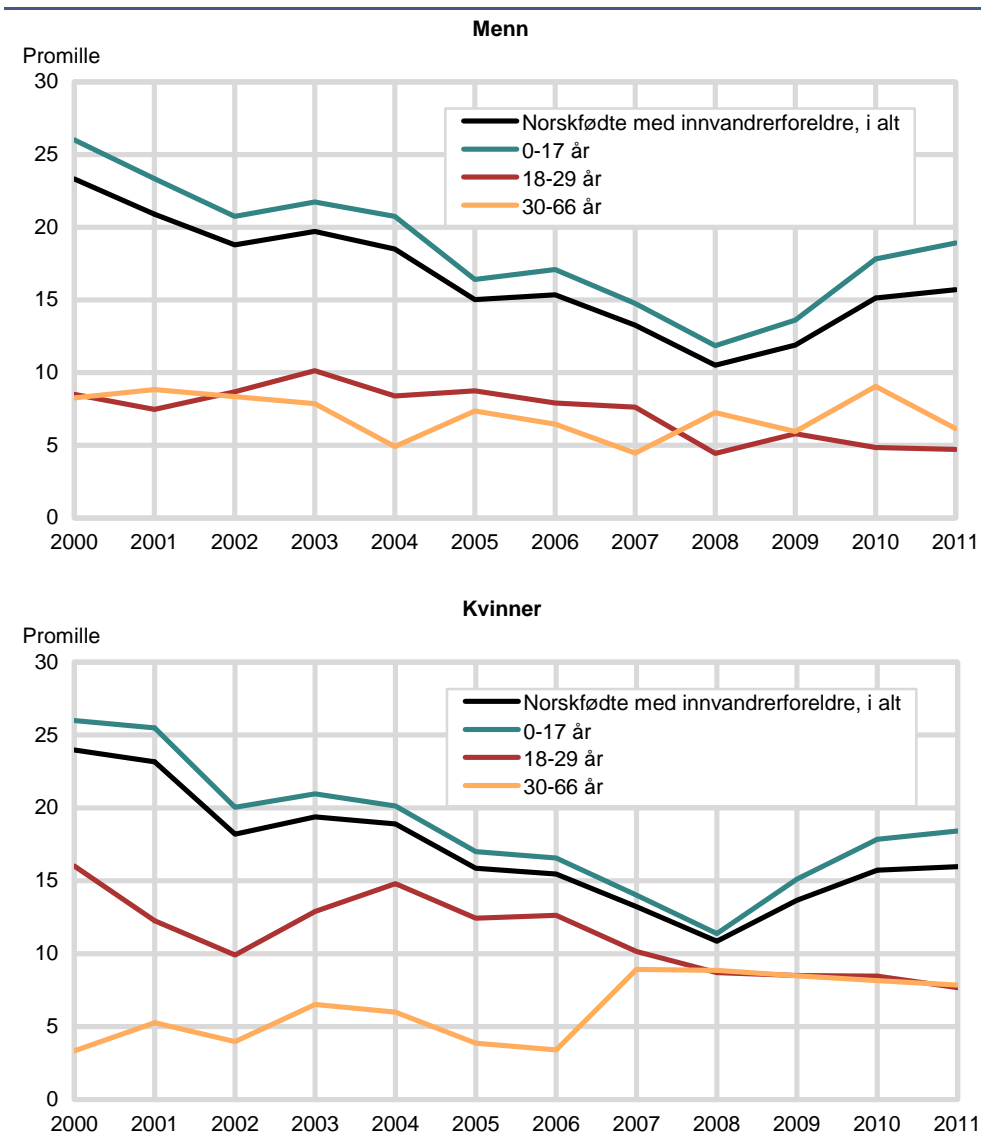 Menn
Promille
30
25
20
15
10
5
0
Norskfødte med innvandrerforeldre, i alt
0-17 år
18-29 år
30-66 år
2000 2001 2002 2003 2004 2005 2006 2007 2008 2009 2010 2011
Kvinner
Promille
30
25
20
15
10
5
0
Norskfødte med innvandrerforeldre, i alt
0-17 år
18-29 år
30-66 år
2000 2001 2002 2003 2004 2005 2006 2007 2008 2009 2010 2011